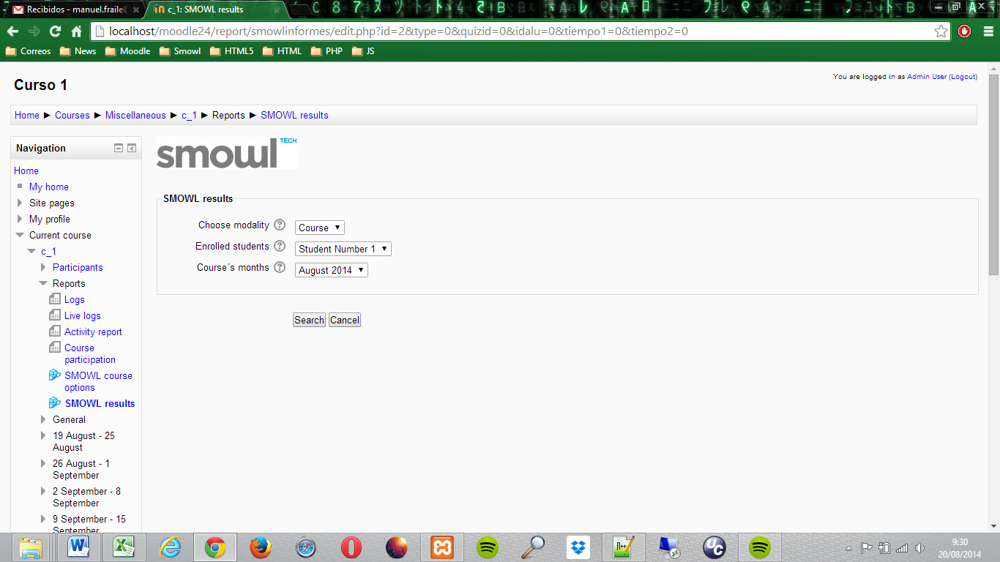 Recibidos - manuel.fraile@
c_1: SMOWL results
localhost/moodle24/report/smowlinformes/edit.php?id=2&type=0&quizid=0&idalu=0&tiempo1=0&tiempo2=0
Correos News Moodle Smowl HTML5 HTML PHP JS
You are logged in as Admin User (Logout)
Curso 1
Home ► Courses ► Miscellaneous ► c_1 ► Reports ► SMOWL results
Navigation
Home
My home
Site pages
My profile
Current course
c_1
Participants
Reports
Logs
Live logs
Activity report
Course
participation
SMOWL course
options
SMOWL results
General
19 August - 25
August
26 August - 1
September
2 September - 8
September
9 September - 15
September
smowl TECH
SMOWL results
Choose modality Course
Enrolled students Student Number 1
Course´s months August 2014
Search Cancel
9:30
20/08/2014